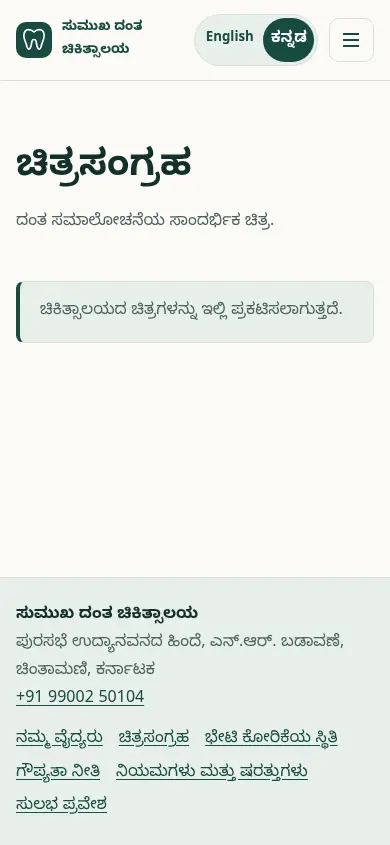 ಸುಮುಖ ದಂತ
ಚಿಕಿತ್ಸಾಲಯ
English ಕನ್ನಡ
ಚಿತ್ರಸಂಗ್ರಹ
ದಂತ ಸಮಾಲೋಚನೆಯ ಸಾಂದರ್ಭಿಕ ಚಿತ್ರ.
ಚಿಕಿತ್ಸಾಲಯದ ಚಿತ್ರಗಳನ್ನು ಇಲ್ಲಿ ಪ್ರಕಟಿಸಲಾಗುತ್ತದೆ.
ಸುಮುಖ ದಂತ ಚಿಕಿತ್ಸಾಲಯ
ಪುರಸಭೆ ಉದ್ಯಾನವನದ ಹಿಂದೆ, ಎನ್.ಆರ್. ಬಡಾವಣೆ,
ಚಿಂತಾಮಣಿ, ಕರ್ನಾಟಕ
+91 99002 50104
ನಮ್ಮ ವೈದ್ಯರು ಚಿತ್ರಸಂಗ್ರಹ ಭೇಟಿ ಕೋರಿಕೆಯ ಸ್ಥಿತಿ
ಗೌಪ್ಯತಾ ನೀತಿ ನಿಯಮಗಳು ಮತ್ತು ಷರತ್ತುಗಳು
ಸುಲಭ ಪ್ರವೇಶ